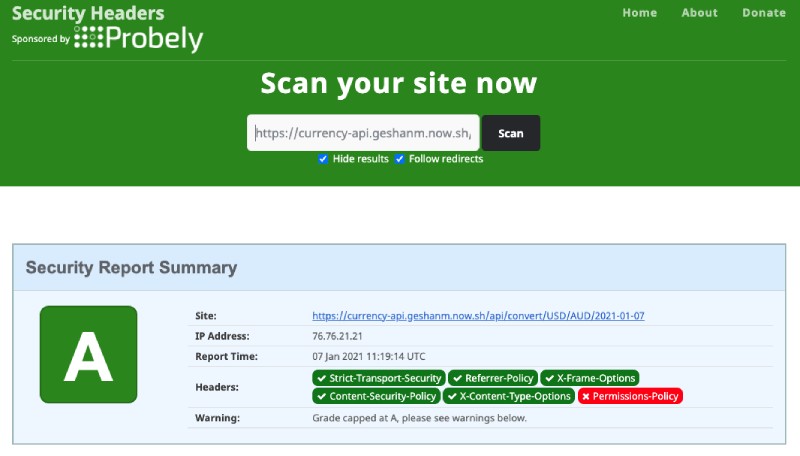 Security Headers
Home About Donate
Sponsored by Probely
Scan your site now
https://currency-api.geshanm.now.sh/
Scan
Hide results Follow redirects
Security Report Summary
A
Site: https://currency-api.geshanm.now.sh/api/convert/USD/AUD/2021-01-07
IP Address: 76.76.21.21
Report Time: 07 Jan 2021 11:19:14 UTC
Headers: Strict-Transport-Security Referrer-Policy X-Frame-Options
Content-Security-Policy X-Content-Type-Options Permissions-Policy
Warning: Grade capped at A, please see warnings below.